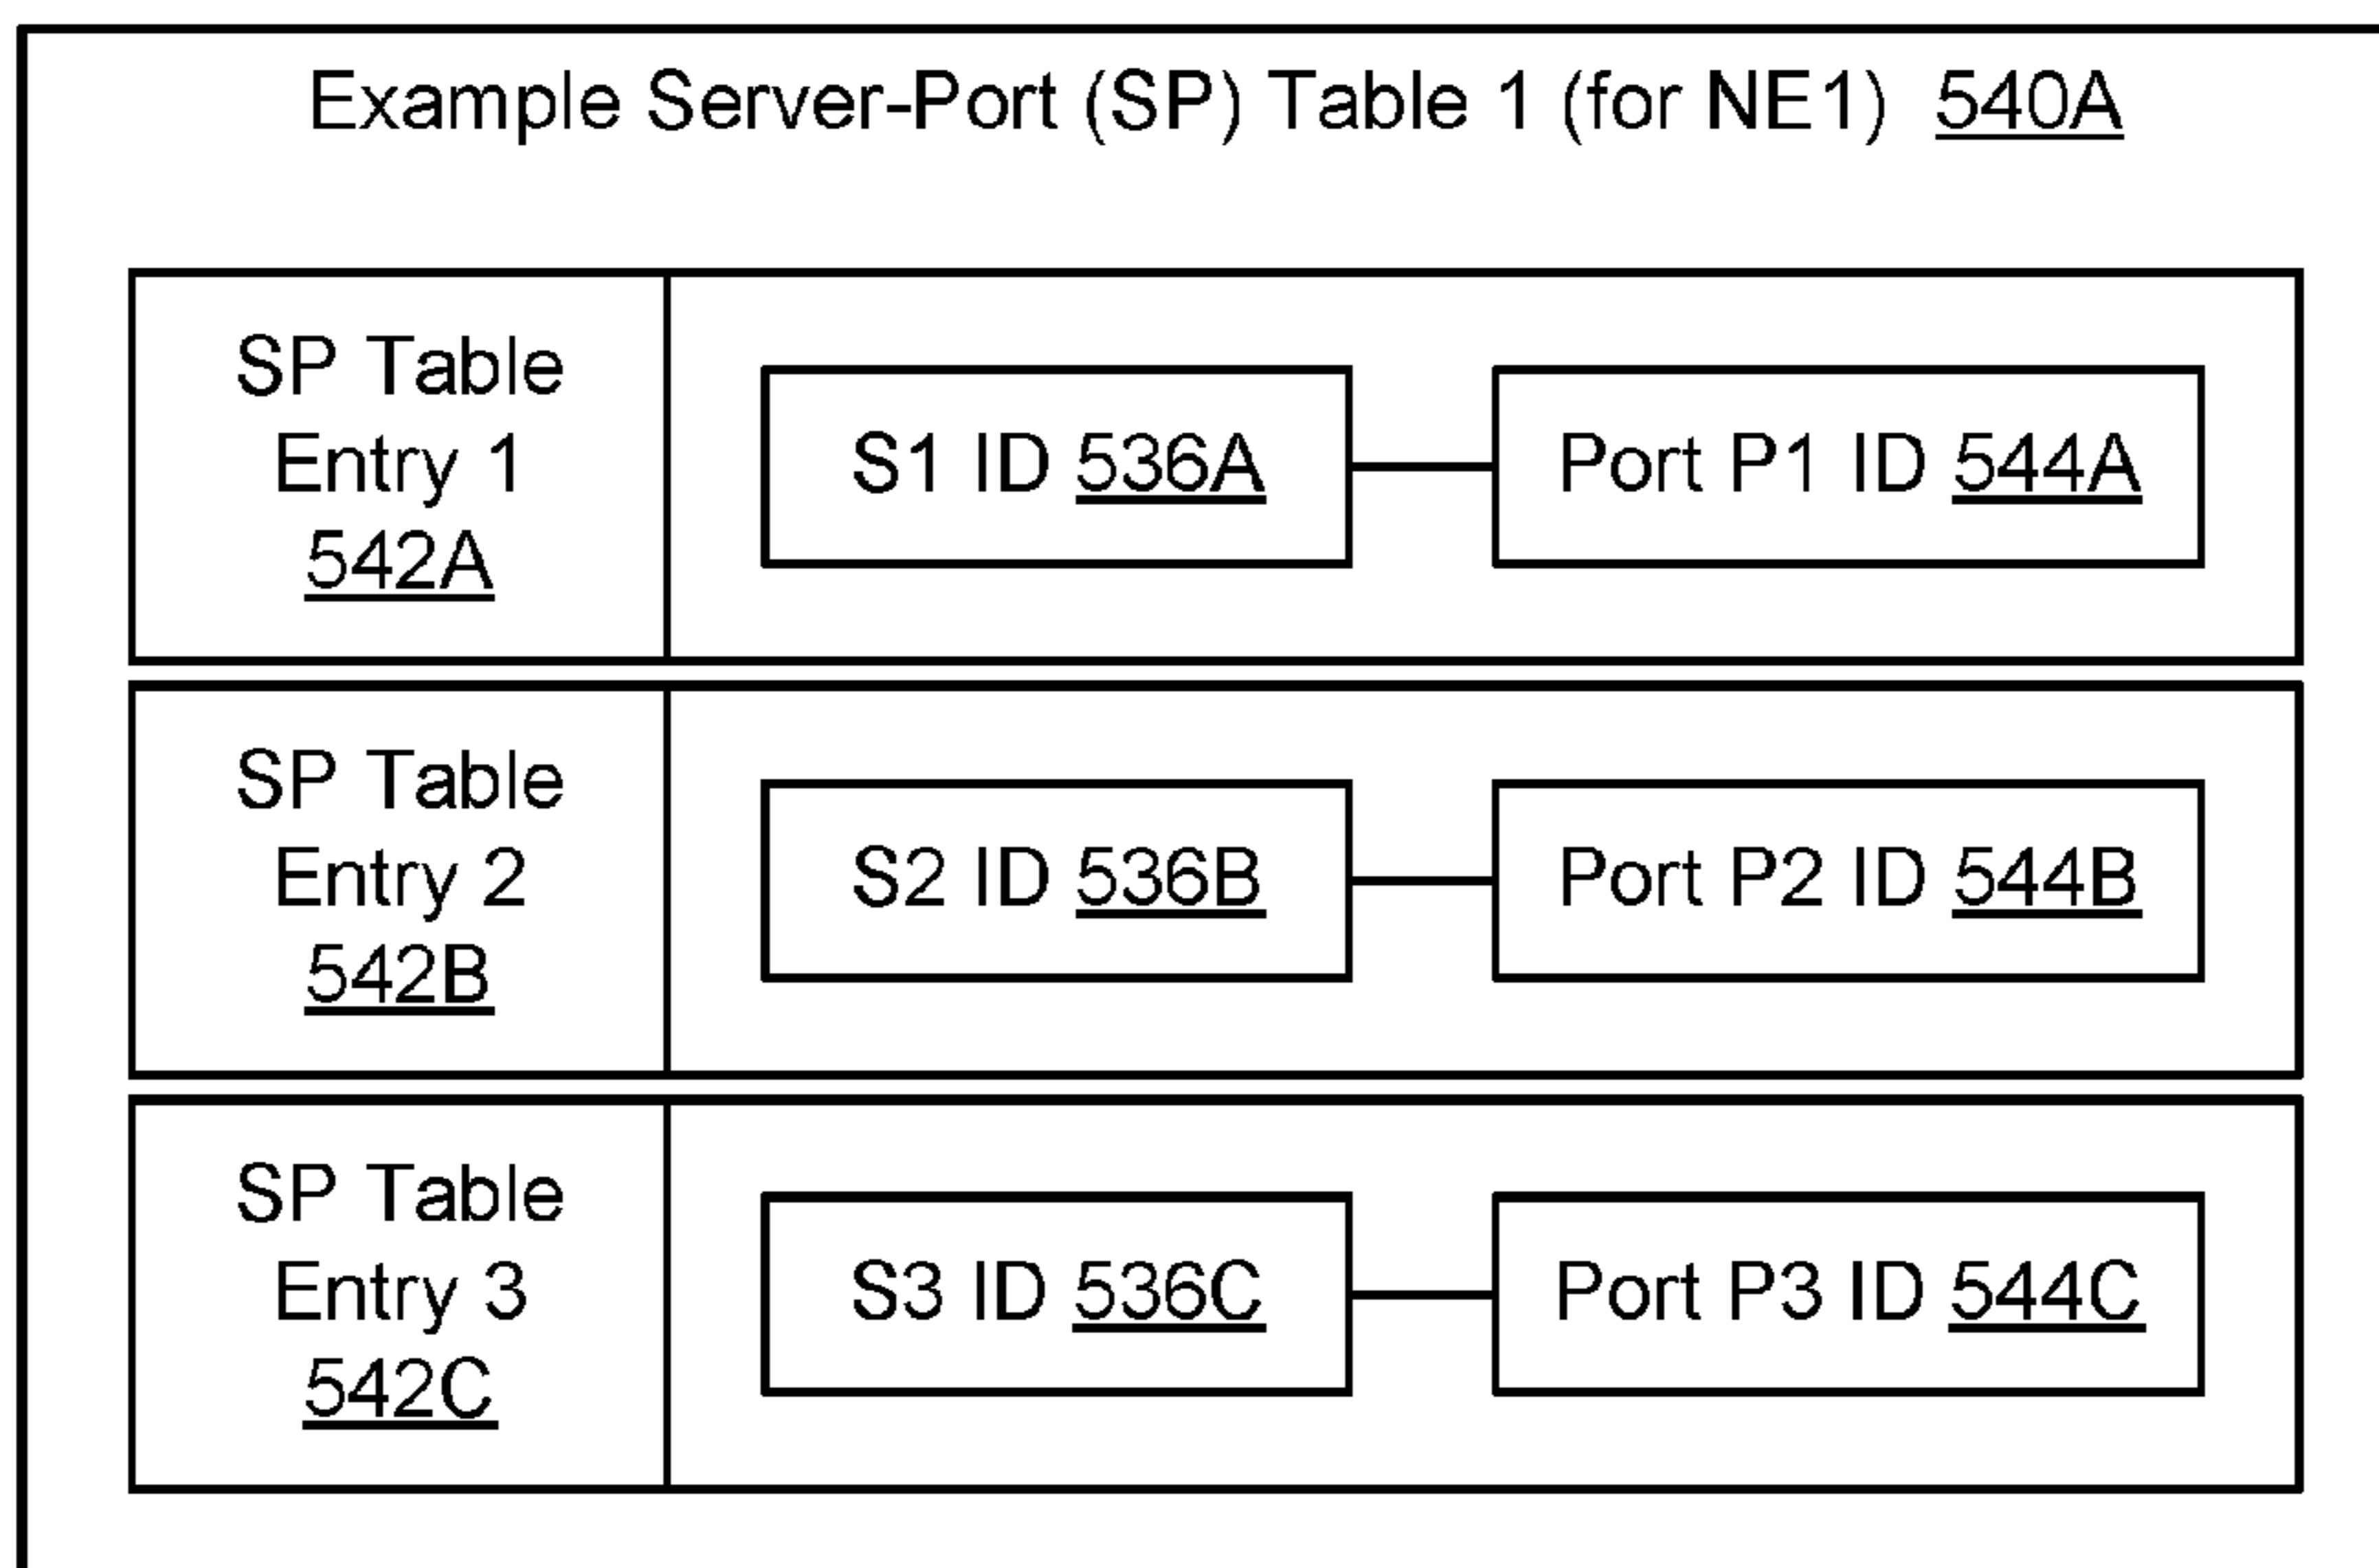 Example Server-Port (SP) Table 1 (for NE1) 540A
SP Table
Entry 1
542A
S1 ID 536A
Port P1 ID 544A
SP Table
Entry 2
542B
S2 ID 536B
Port P2 ID 544B
SP Table
Entry 3
542C
S3 ID 536C
Port P3 ID 544C